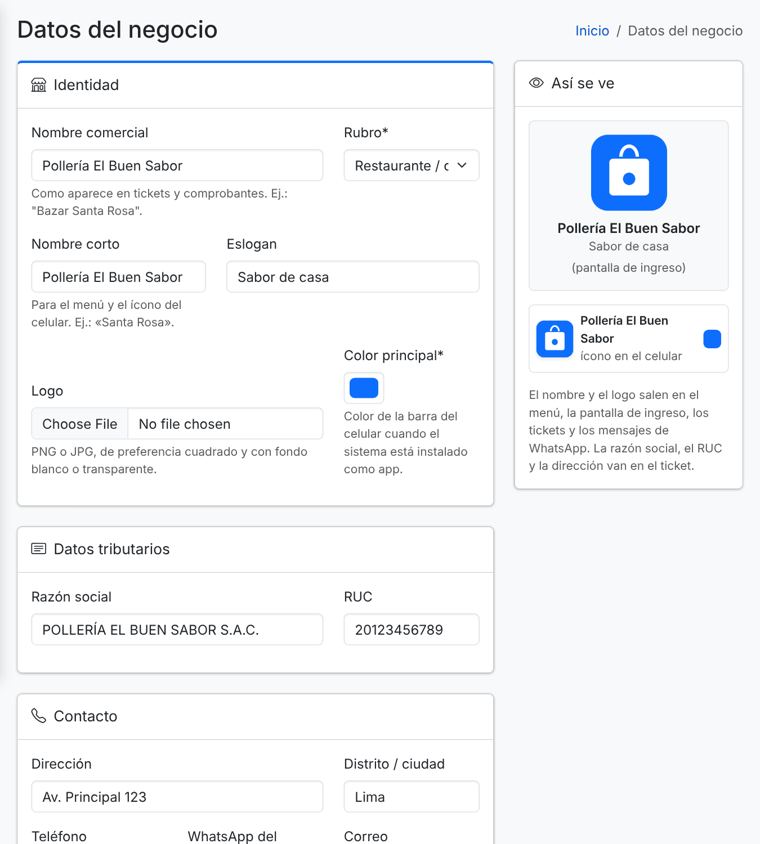 Datos del negocio
Inicio / Datos del negocio
Identidad
Nombre comercial
Rubro*
Pollería El Buen Sabor
Restaurante / c
Como aparece en tickets y comprobantes. Ej.:
"Bazar Santa Rosa".
Nombre corto
Eslogan
Pollería El Buen Sabor
Sabor de casa
Para el menú y el ícono del
celular. Ej.: «Santa Rosa».
Logo
Color principal*
Choose File
No file chosen
PNG o JPG, de preferencia cuadrado y con fondo
blanco o transparente.
Color de la barra del
celular cuando el
sistema está instalado
como app.
Datos tributarios
Razón social
RUC
POLLERÍA EL BUEN SABOR S.A.C.
20123456789
Contacto
Dirección
Distrito / ciudad
Av. Principal 123
Lima
Teléfono
WhatsApp del
Correo
Así se ve
Pollería El Buen Sabor
Sabor de casa
(pantalla de ingreso)
Pollería El Buen
Sabor
ícono en el celular
El nombre y el logo salen en el
menú, la pantalla de ingreso, los
tickets y los mensajes de
WhatsApp. La razón social, el RUC
y la dirección van en el ticket.